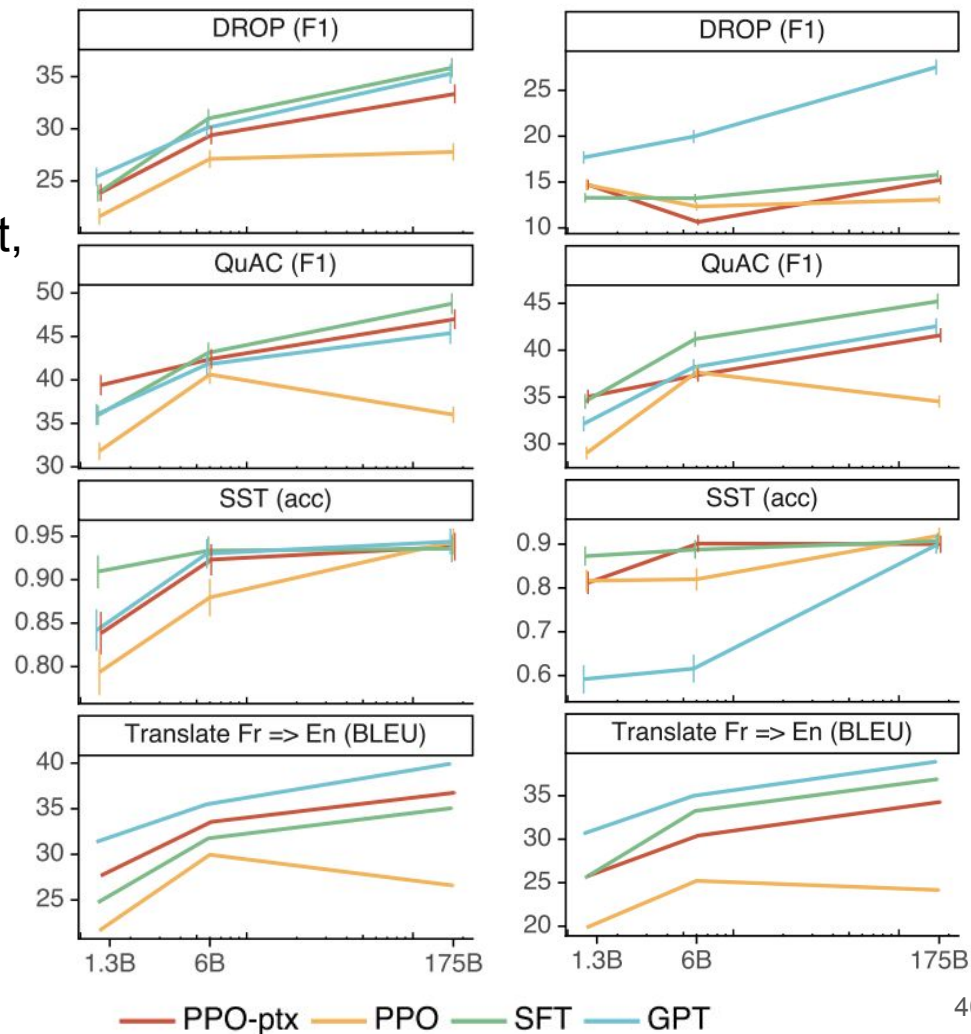 DROP (F1)
35
30
25
t,
QuAC (F1)
50
45
40
35
30
SST (acc)
0.95
0.90
0.85
0.80
Translate Fr => En (BLEU)
40
35
30
25
1.3B 6B 175B
DROP (F1)
25
20
15
10
QuAC (F1)
45
40
35
30
SST (acc)
0.9
0.8
0.7
0.6
Translate Fr => En (BLEU)
35
30
25
20
1.3B 6B 175B
PPO-ptx PPO SFT GPT